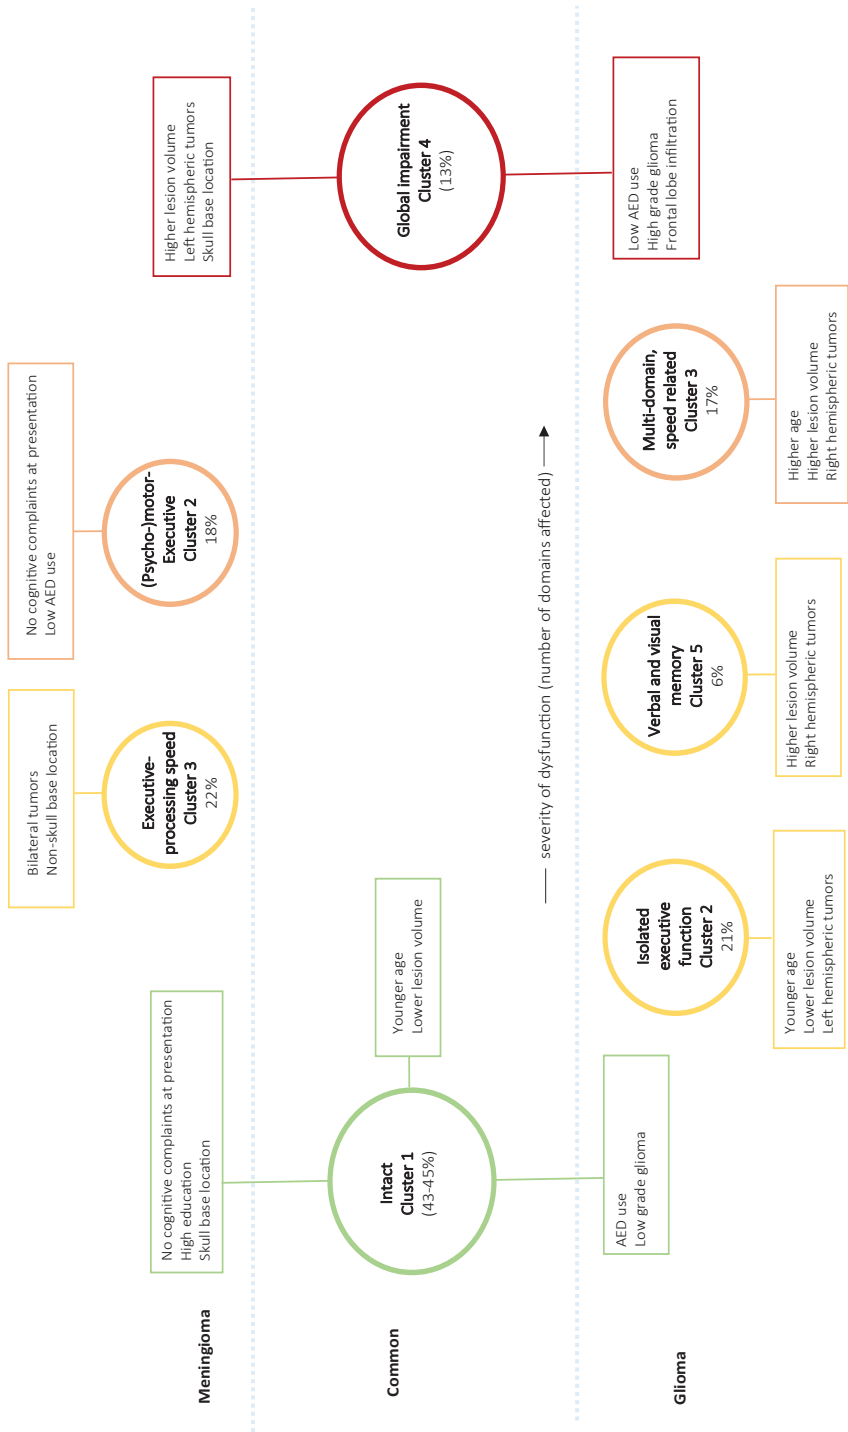 Meningioma
No cognitive complaints at presentation
High education
Skull base location
Bilateral tumors
Non-skull base location
Executive-
processing speed
Cluster 3
22%
No cognitive complaints at presentation
Low AED use
(Psycho-)motor-
Executive
Cluster 2
18%
Higher lesion volume
Left hemispheric tumors
Skull base location
Common
Intact
Cluster 1
(43-45%)
Younger age
Lower lesion volume
Global impairment
Cluster 4
(13%)
severity of dysfunction (number of domains affected)
Glioma
AED use
Low grade glioma
Isolated
executive
function
Cluster 2
21%
Younger age
Lower lesion volume
Left hemispheric tumors
Verbal and visual
memory
Cluster 5
6%
Higher lesion volume
Right hemispheric tumors
Multi-domain,
speed related
Cluster 3
17%
Higher age
Higher lesion volume
Right hemispheric tumors
Low AED use
High grade glioma
Frontal lobe infiltration